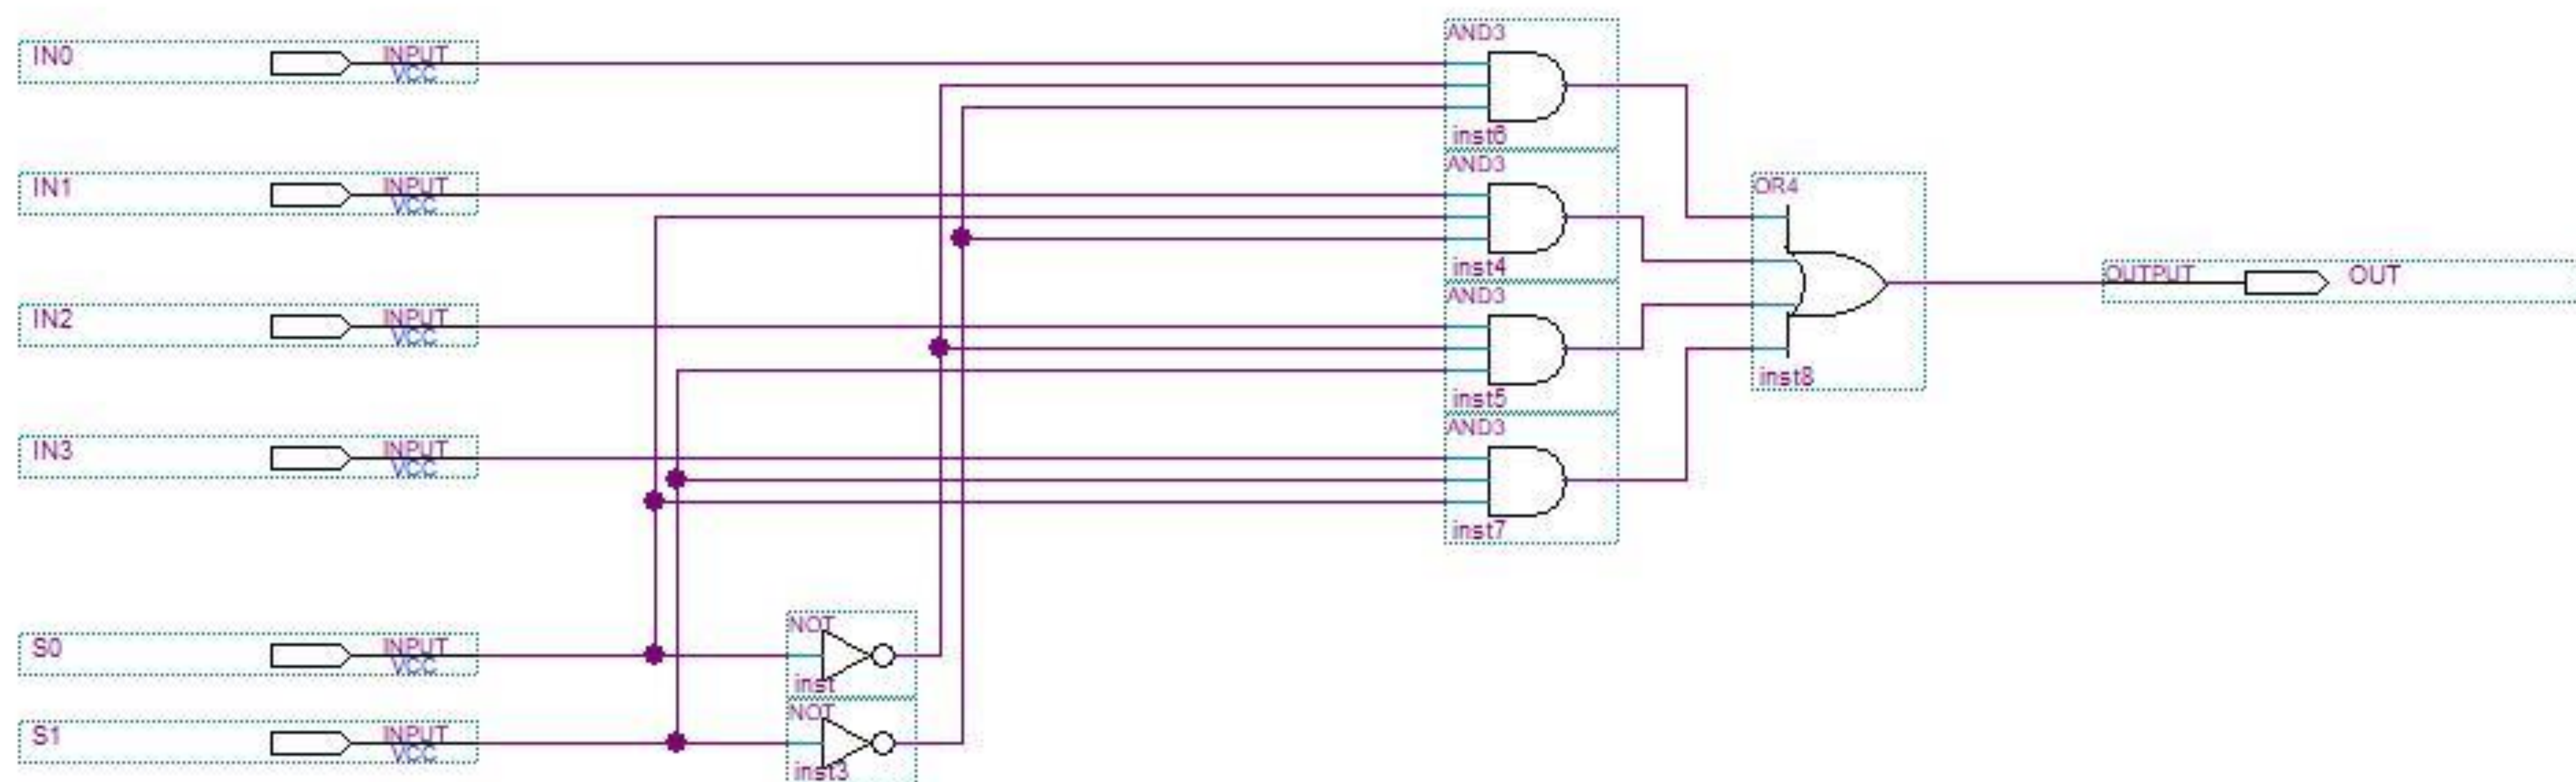 IN0
INPUT
VCC
AND3
inst6
IN1
INPUT
VCC
AND3
inst4
OR4
inst8
OUTPUT
OUT
IN2
INPUT
VCC
AND3
inst5
IN3
INPUT
VCC
AND3
inst7
S0
INPUT
VCC
NOT
inst
S1
INPUT
VCC
NOT
inst3